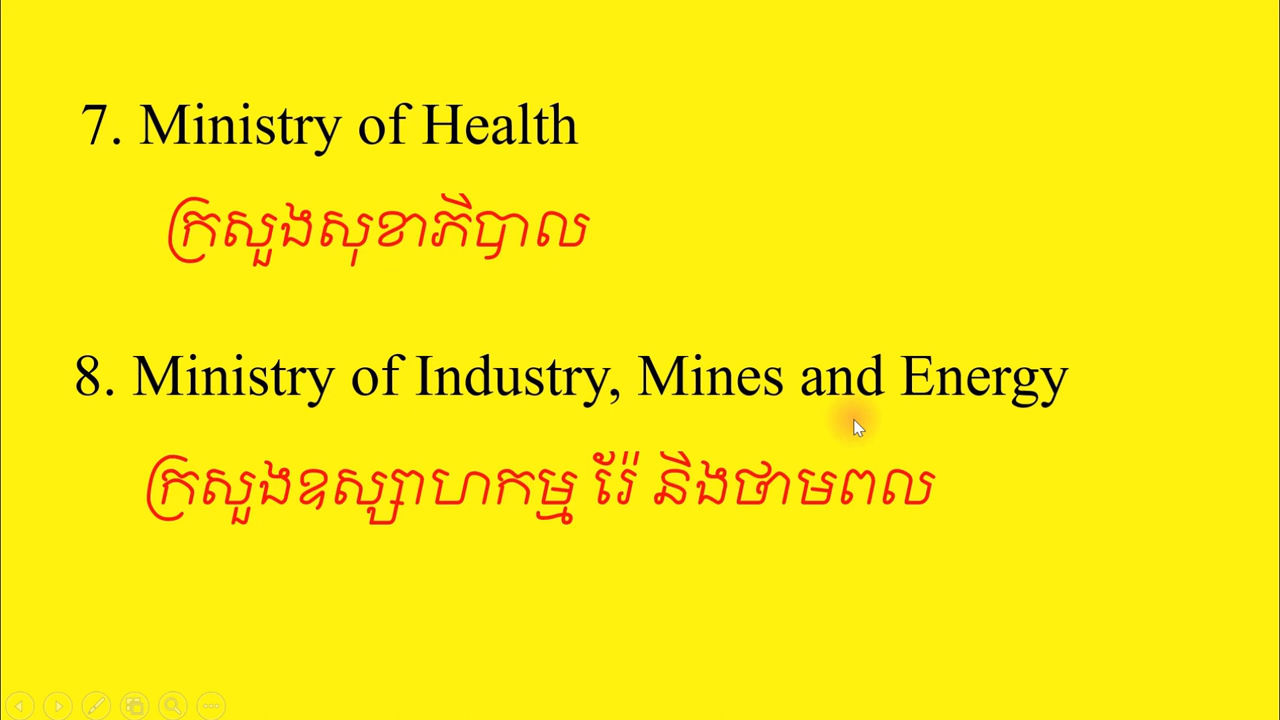 7. Ministry of Health
ក្រសួងសុខាភិបាល
8. Ministry of Industry, Mines and Energy
ក្រសួងឧស្សាហកម្ម រ៉ែ និងថាមពល